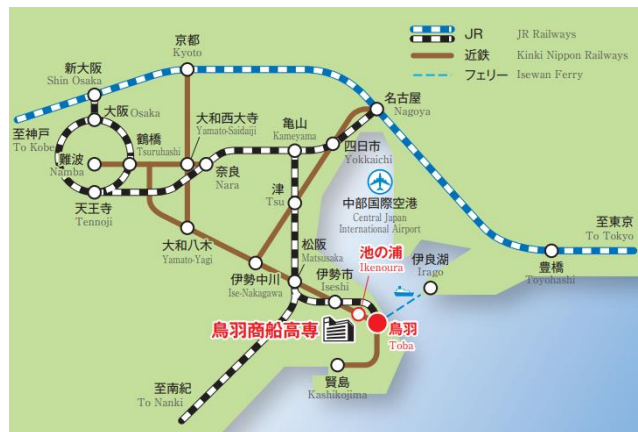 JR JR Railways
近鉄 Kinki Nippon Railways
フェリー Isewan Ferry
京都
Kyoto
新大阪
Shin Osaka
大阪 Osaka
至神戸
To Kobe
鶴橋
Tsuruhashi
大和西大寺
Yamato-Saidaiji
亀山
Kameyama
名古屋
Nagoya
四日市
Yokkaichi
難波
Namba
奈良
Nara
天王寺
Tennoji
津
Tsu
中部国際空港
Central Japan
International Airport
至東京
To Tokyo
大和八木
Yamato-Yagi
松阪
Matsusaka
池の浦
Ikenoura
伊良湖
Irago
豊橋
Toyohashi
伊勢中川
Ise-Nakagawa
伊勢市
Iseshi
鳥羽商船高専
鳥羽
Toba
賢島
Kashikojima
至南紀
To Nanki